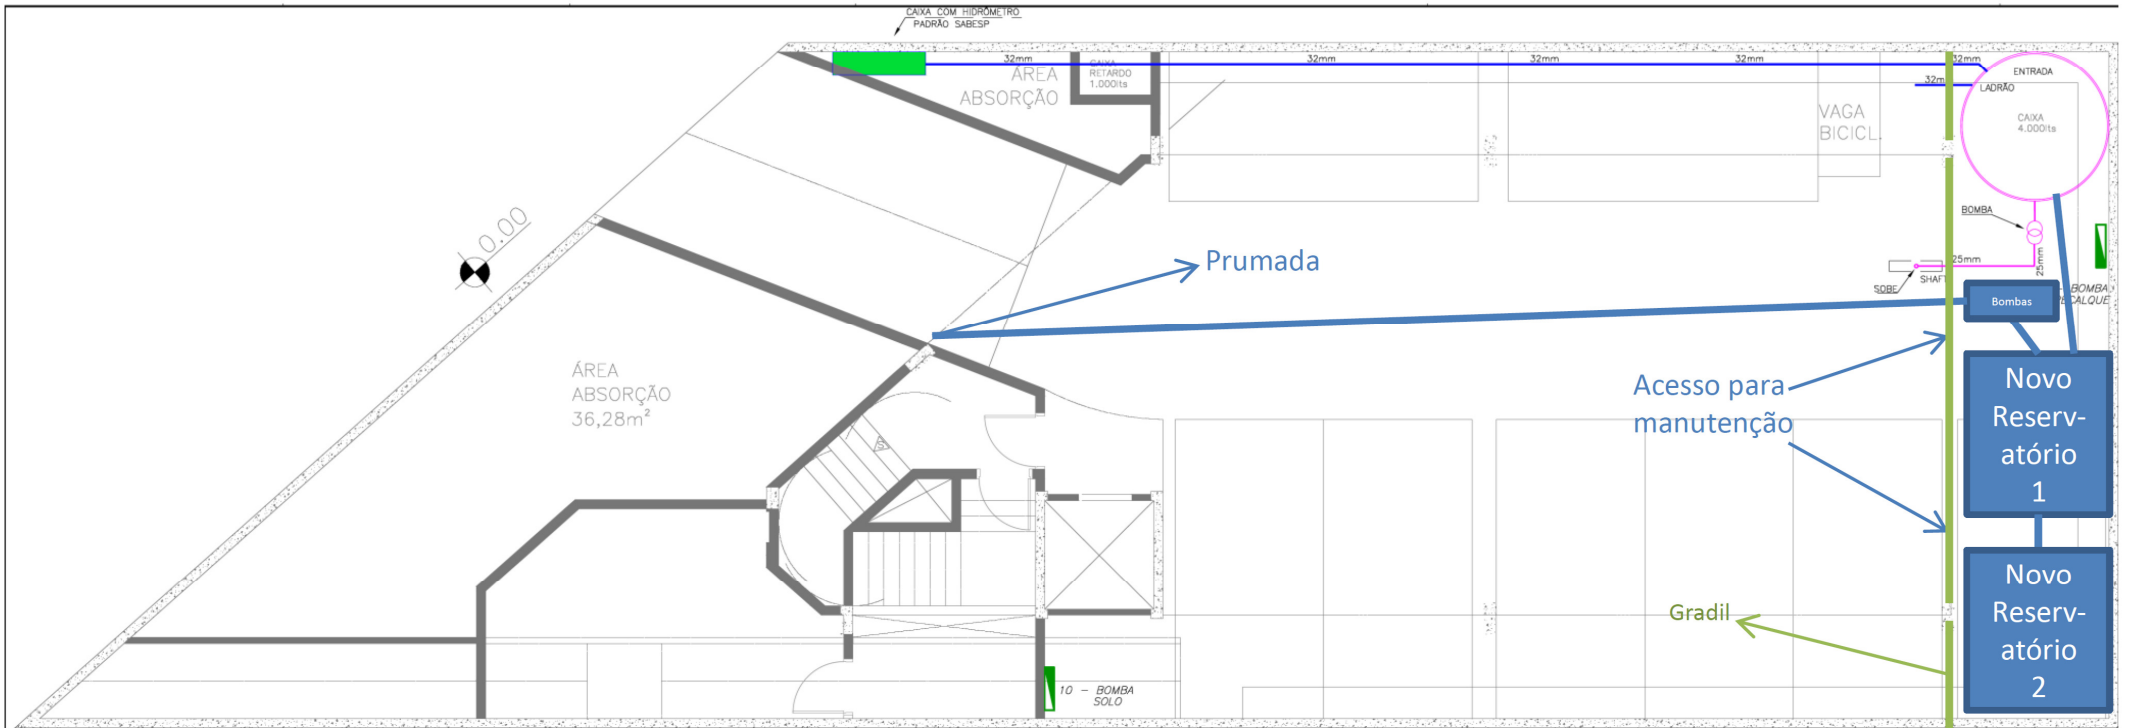 CAIXA COM HIDRÔMETRO
PADRÃO SABESP
32mm
32mm
32mm
32mm
32mm
ÁREA
ABSORÇÃO
CAIXA
RETARDO
1.000lts
ENTRADA
LADRÃO
VAGA
BICICL.
CAIXA
4.000lts
0.00
BOMBA
25mm
25mm
SHAFT
SOBE
BOMBA
Prumada
Bombas
ÁREA
ABSORÇÃO
36,28m²
Acesso para
manutenção
Novo
Reserv-
atório
1
Novo
Reserv-
atório
2
Gradil
10 - BOMBA
SOLO